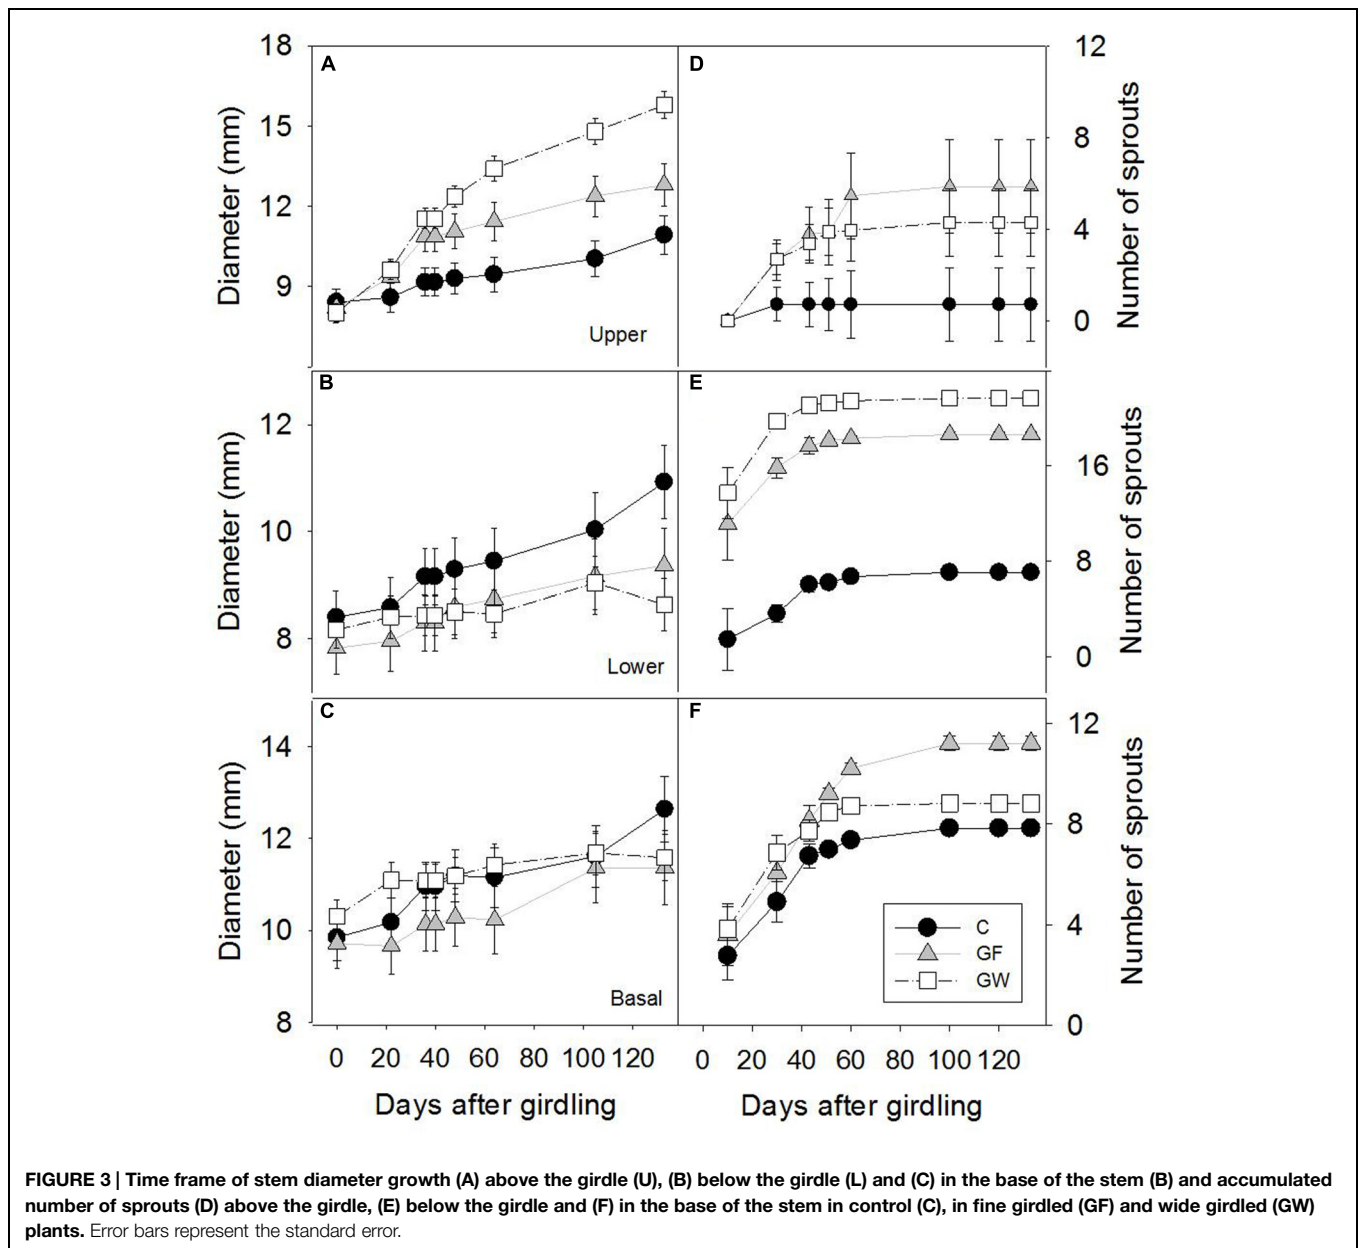 A
18
15
12
9
Diameter (mm)
Upper
D
12
8
4
0
Number of sprouts
B
12
10
8
Diameter (mm)
Lower
E
16
8
0
Number of sprouts
C
14
12
10
8
Diameter (mm)
Basal
0 20 40 60 80 100 120
Days after girdling
F
12
8
4
0
Number of sprouts
C
GF
GW
0 20 40 60 80 100 120
Days after girdling
FIGURE 3 | Time frame of stem diameter growth (A) above the girdle (U), (B) below the girdle (L) and (C) in the base of the stem (B) and accumulated
number of sprouts (D) above the girdle, (E) below the girdle and (F) in the base of the stem in control (C), in fine girdled (GF) and wide girdled (GW)
plants. Error bars represent the standard error.